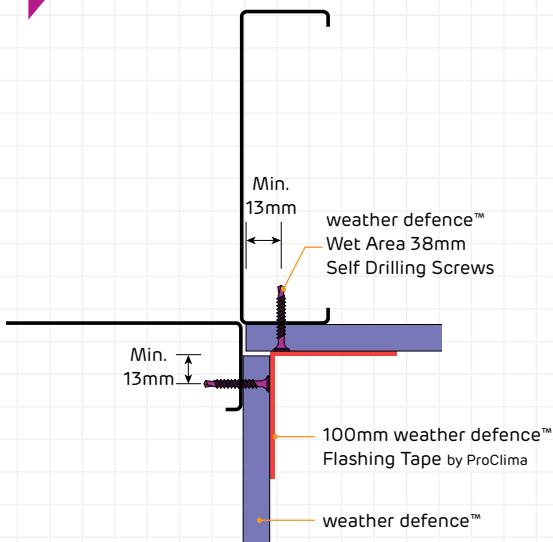 Min.
13mm
weather defence™
Wet Area 38mm
Self Drilling Screws
Min.
13mm
100mm weather defence™
Flashing Tape by ProClima
weather defence™